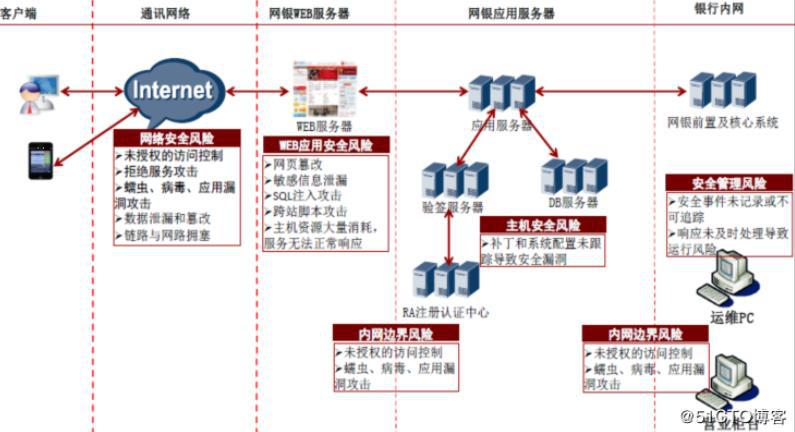 客户端
通讯网络
网银WEB服务器
网银应用服务器
银行内网
Internet
WEB服务器
应用服务器
网银前置及核心系统
网络安全风险
➤未授权的访问控制
➤拒绝服务攻击
➤蠕虫、病毒、应用漏
洞攻击
➤数据泄漏和篡改
➤链路与网路拥塞
WEB应用安全风险
➤网页篡改
➤敏感信息泄漏
➤SQL注入攻击
➤跨站脚本攻击
➤主机资源大量消耗,
服务无法正常响应
验签服务器
DB服务器
主机安全风险
➤补丁和系统配置未跟
踪导致安全漏洞
RA注册认证中心
安全管理风险
➤安全事件未记录或不
可追踪
➤响应未及时处理导致
运行风险
运维PC
内网边界风险
➤未授权的访问控制
➤蠕虫、病毒、应用漏
洞攻击
内网边界风险
➤未授权的访问控制
➤蠕虫、病毒、应用漏
洞攻击
营业柜台
@51CTO博客